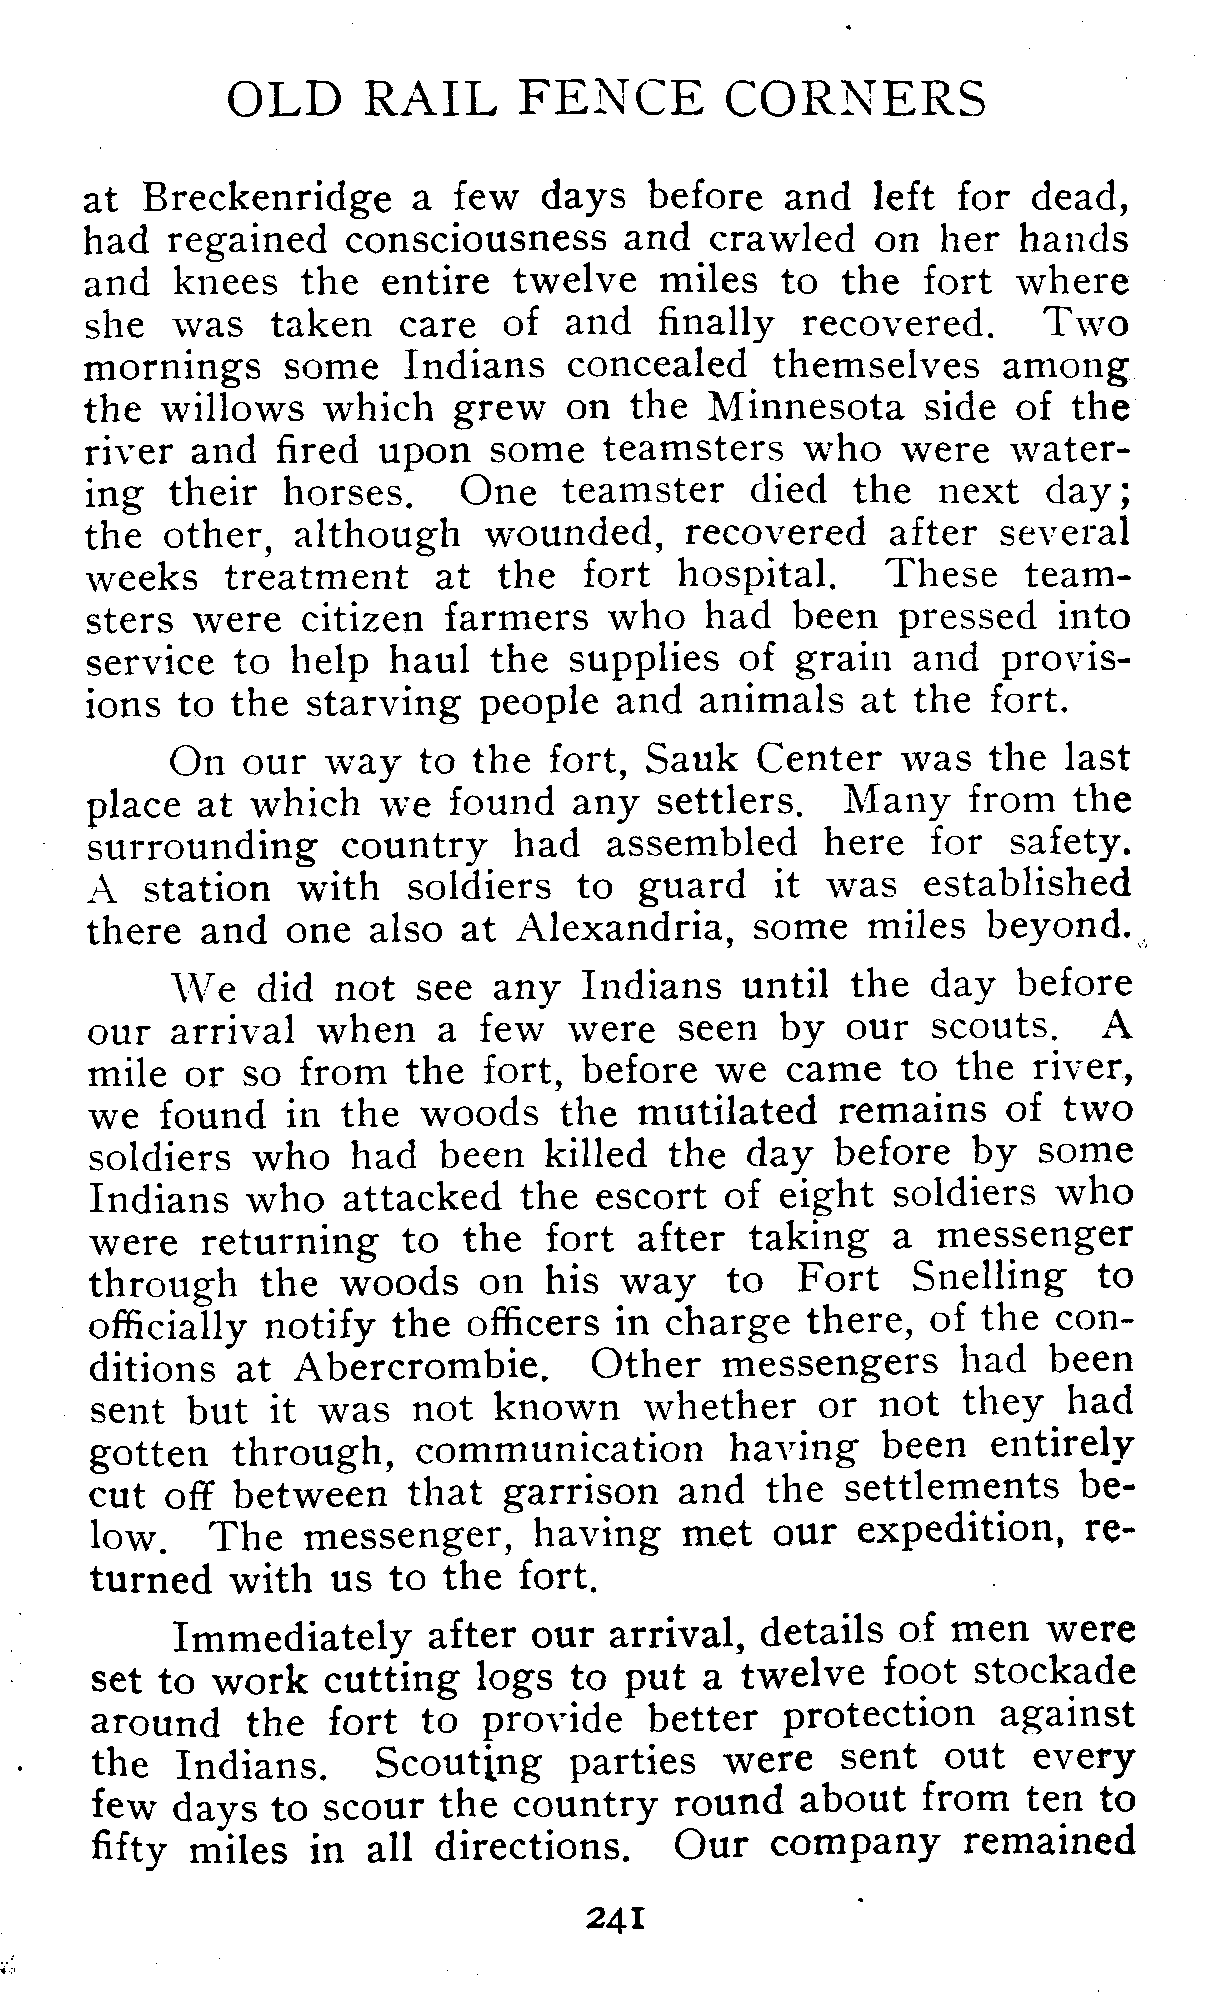 OLD RAIL FENCE CORNERS
at Breckenridge a few days before and left for dead,
had regained consciousness and crawled on her hands
and knees the entire twelve miles to the fort where
she was taken care of and finally recovered. Two
mornings some Indians concealed themselves among
the willows which grew on the Minnesota side of the
river and fired upon some teamsters who were water-
ing their horses. One teamster died the next day;
the other, although wounded, recovered after several
weeks treatment at the fort hospital. These team-
sters were citizen farmers who had been pressed into
service to help haul the supplies of grain and provis-
ions to the starving people and animals at the fort.
On our way to the fort, Sauk Center was the last
place at which we found any settlers. Many from the
surrounding country had assembled here for safety.
A station with soldiers to guard it was established
there and one also at Alexandria, some miles beyond.
We did not see any Indians until the day before
our arrival when a few were seen by our scouts. A
mile or so from the fort, before we came to the river,
we found in the woods the mutilated remains of two
soldiers who had been killed the day before by some
Indians who attacked the escort of eight soldiers who
were returning to the fort after taking a messenger
through the woods on his way to Fort Snelling to
officially notify the officers in charge there, of the con-
ditions at Abercrombie. Other messengers had been
sent but it was not known whether or not they had
gotten through, communication having been entirely
cut off between that garrison and the settlements be-
low. The messenger, having met our expedition, re-
turned with us to the fort.
Immediately after our arrival, details of men were
set to work cutting logs to put a twelve foot stockade
around the fort to provide better protection against
the Indians. Scouting parties were sent out every
few days to scour the country round about from ten to
fifty miles in all directions. Our company remained
241